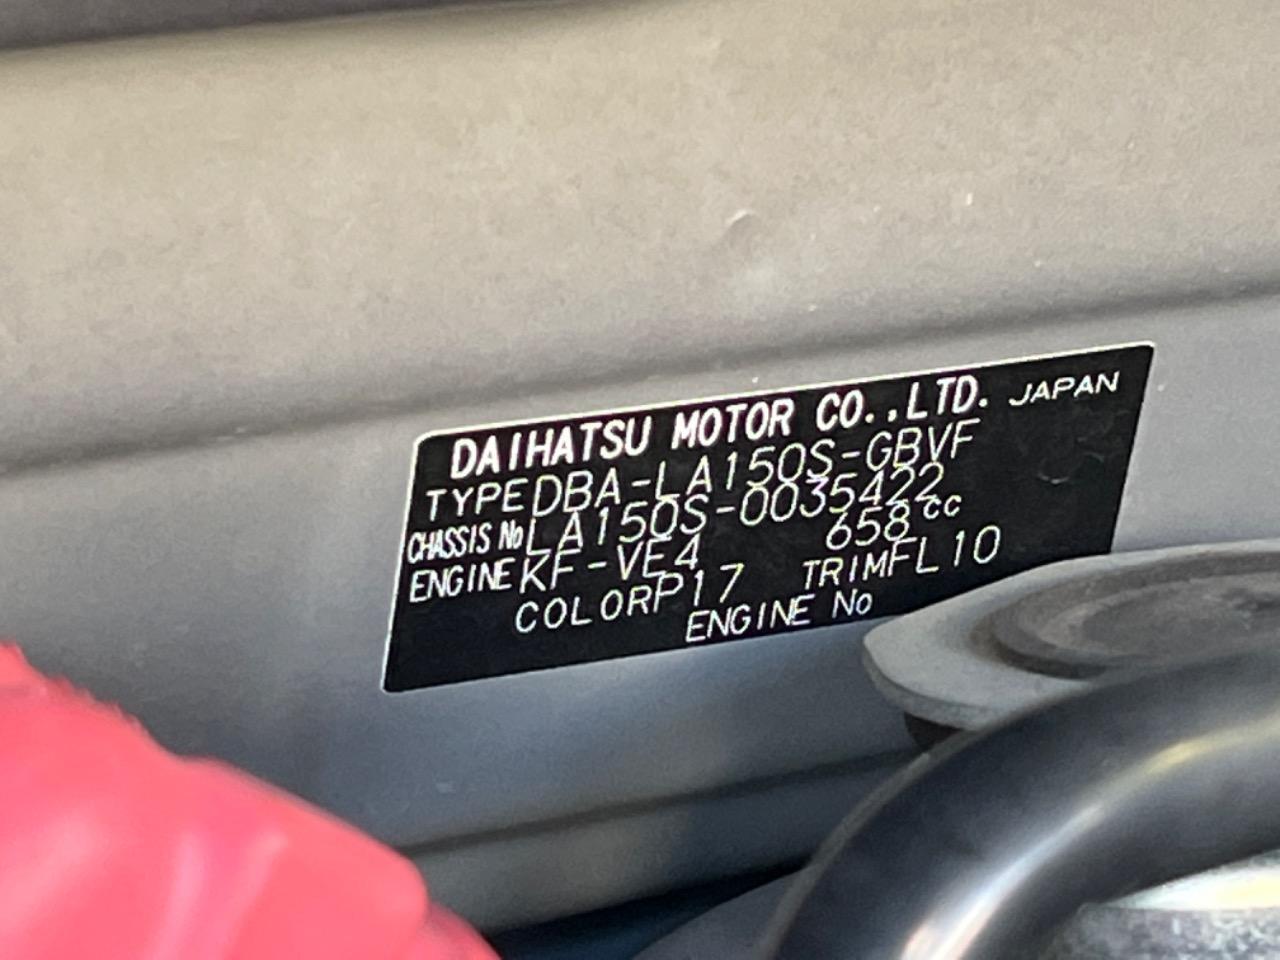 DAIHATSU MOTOR CO.,LTD. JAPAN
TYPE DBA-LA150S-GBVF
CHASSIS No LA150S-0035422
ENGINE KF-VE4 658cc
COLOR P17 TRIM FL10
ENGINE No